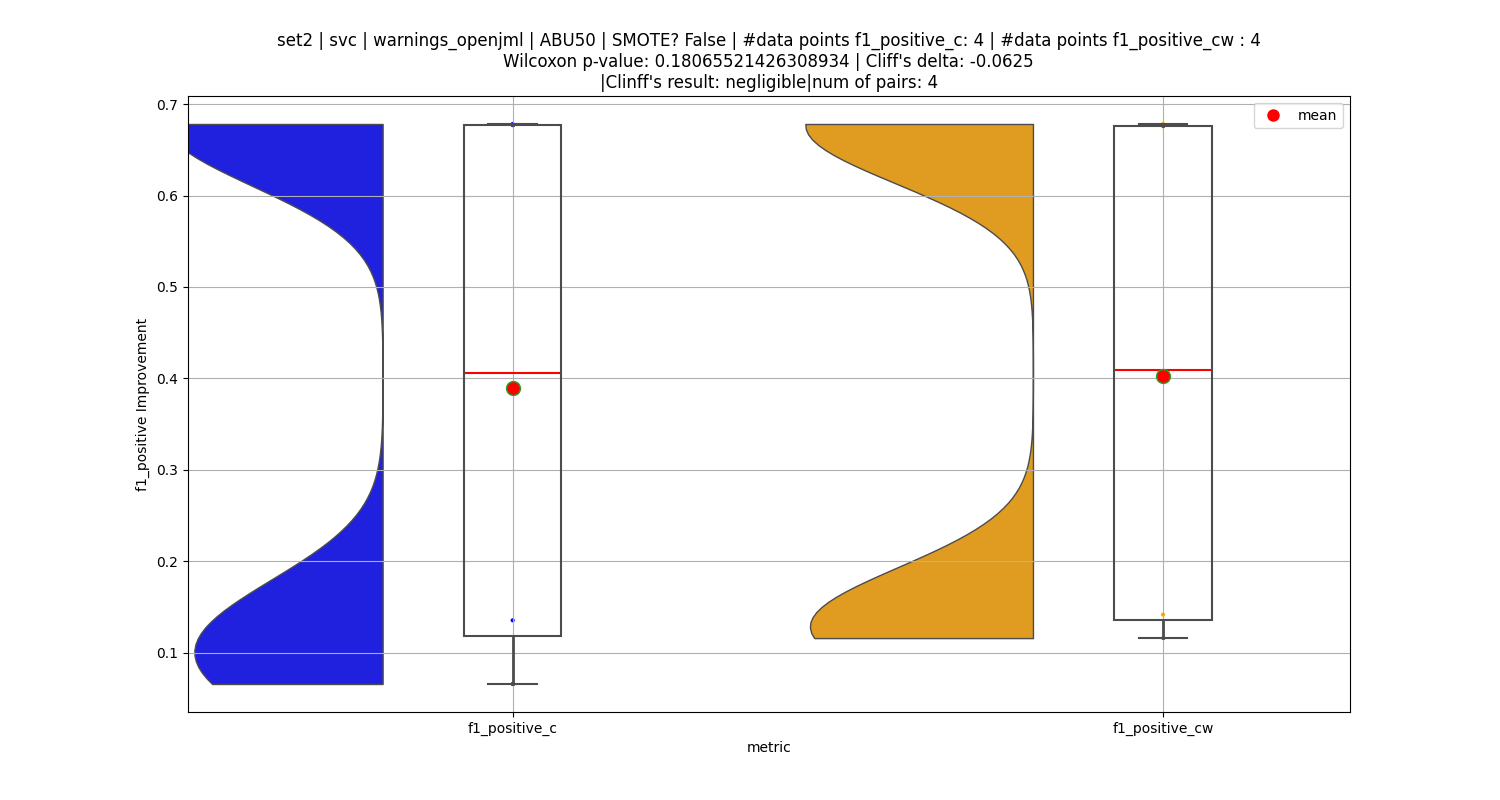 set2 | svc | warnings_openjml | ABU50 | SMOTE? False | #data points f1_positive_c: 4 | #data points f1_positive_cw : 4
Wilcoxon p-value: 0.18065521426308934 | Cliff's delta: -0.0625
|Clinff's result: negligible|num of pairs: 4
mean
0.7
0.6
0.5
0.4
0.3
0.2
0.1
f1_positive Improvement
f1_positive_c
f1_positive_cw
metric